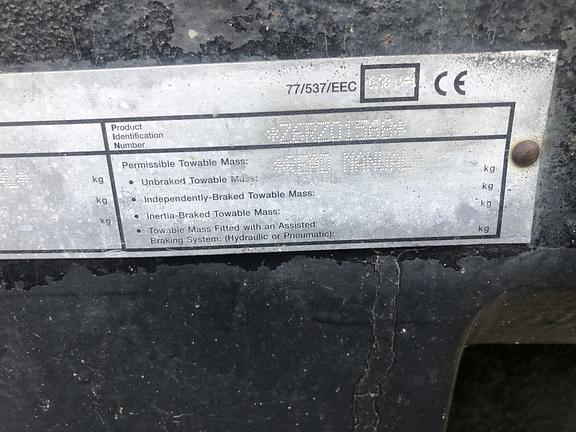 77/537/EEC CE
Product
Identification
Number
Permissible Towable Mass: kg
• Unbraked Towable Mass: kg
• Independently-Braked Towable Mass: kg
• Inertia-Braked Towable Mass:
• Towable Mass Fitted with an Assisted
Braking System: (Hydraulic or Pneumatic): kg
kg
kg
kg